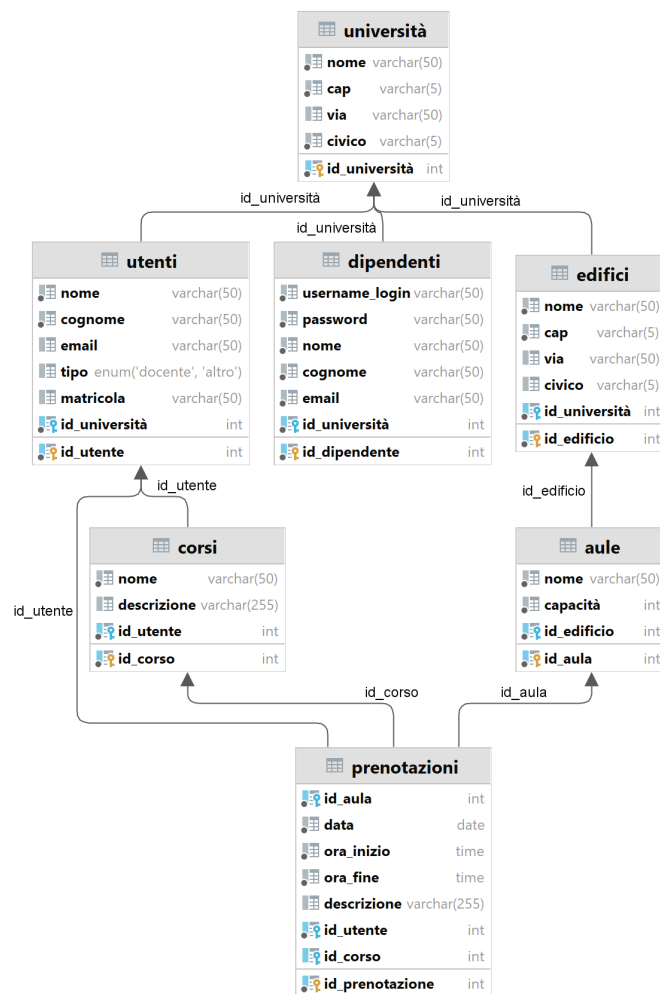 università
nome varchar(50)
cap varchar(5)
via varchar(50)
civico varchar(5)
id_università int
id_università
id_università
id_università
utenti
nome varchar(50)
cognome varchar(50)
email varchar(50)
tipo enum('docente', 'altro')
matricola varchar(50)
id_università int
id_utente int
dipendenti
username_login varchar(50)
password varchar(50)
nome varchar(50)
cognome varchar(50)
email varchar(50)
id_università int
id_dipendente int
edifici
nome varchar(50)
cap varchar(5)
via varchar(50)
civico varchar(5)
id_università int
id_edificio int
id_utente
id_edificio
id_utente
corsi
nome varchar(50)
descrizione varchar(255)
id_utente int
id_corso int
aule
nome varchar(50)
capacità int
id_edificio int
id_aula int
id_corso
id_aula
prenotazioni
id_aula int
data date
ora_inizio time
ora_fine time
descrizione varchar(255)
id_utente int
id_corso int
id_prenotazione int